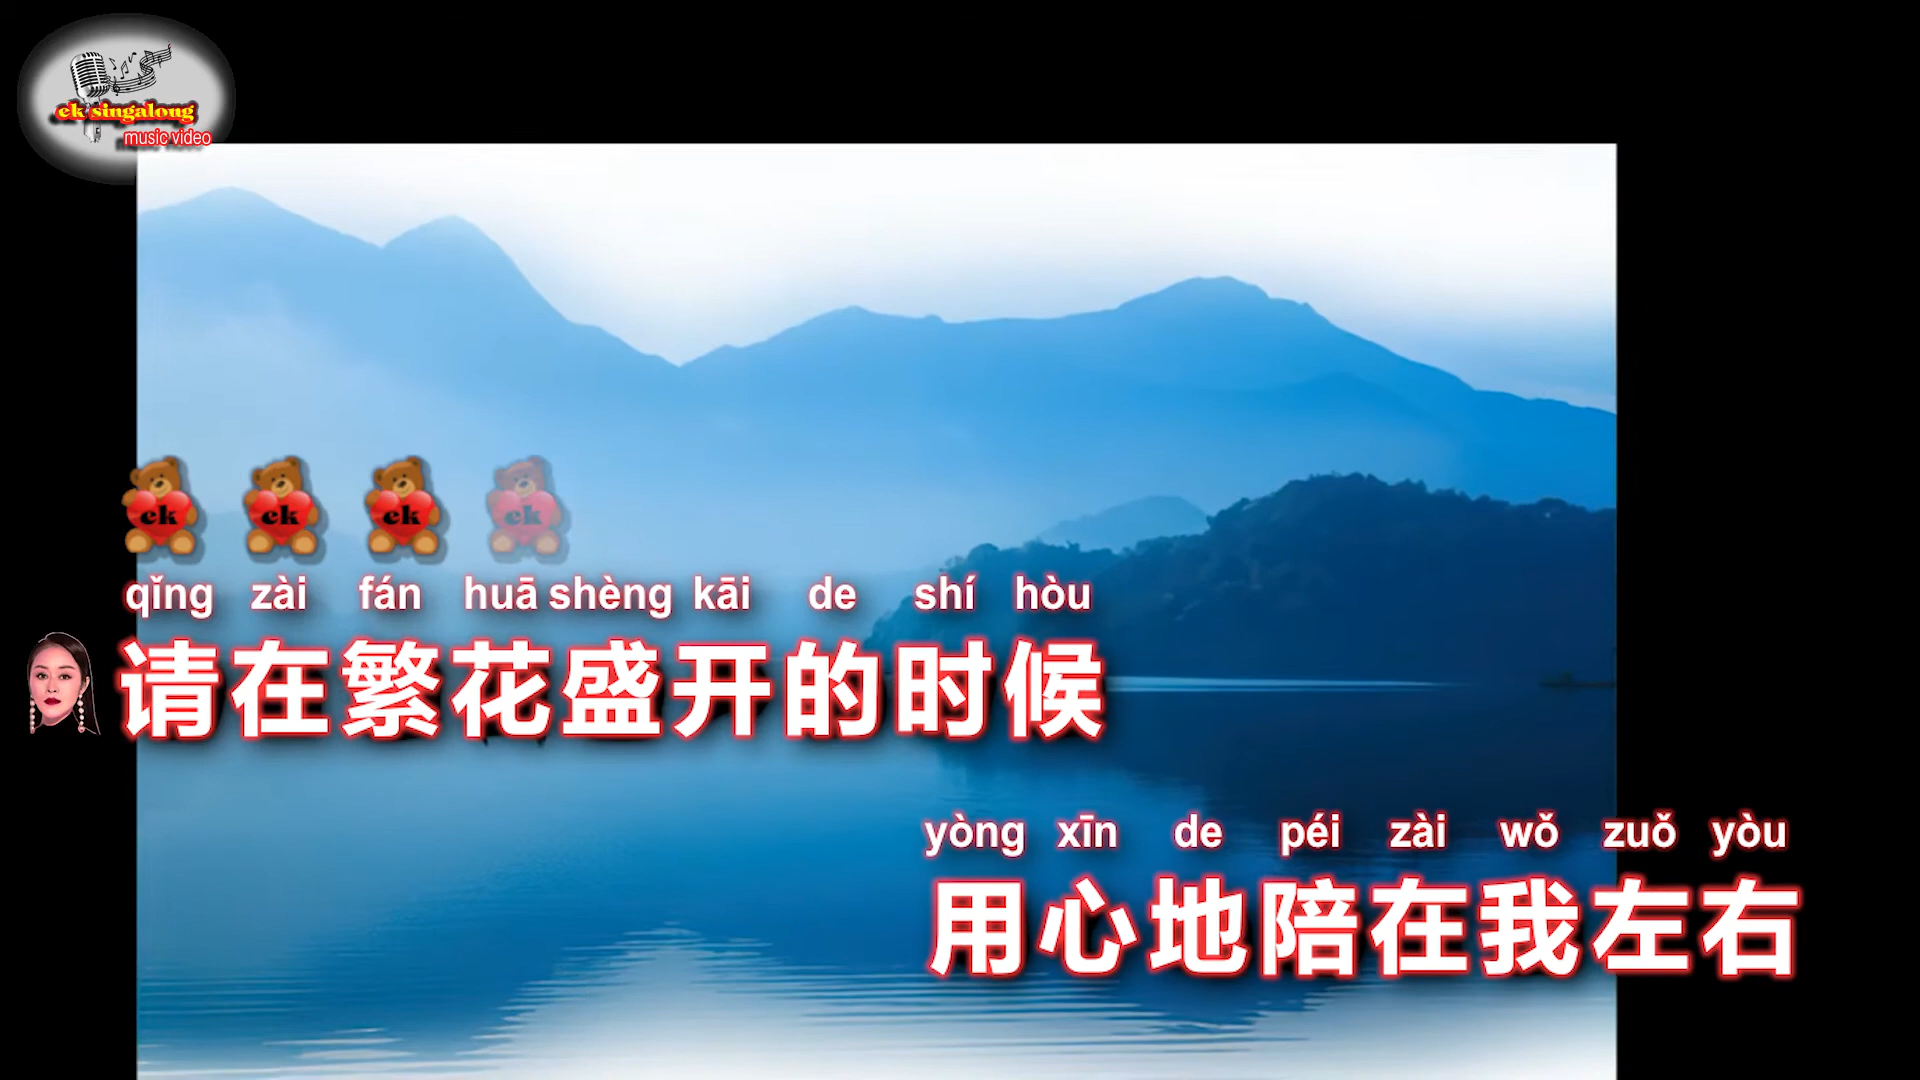 ek singalong
music video
ek ek ek ek
qǐng zài fán huā shèng kāi de shí hòu
请在繁花盛开的时候
yòng xīn de péi zài wǒ zuǒ yòu
用心地陪在我左右